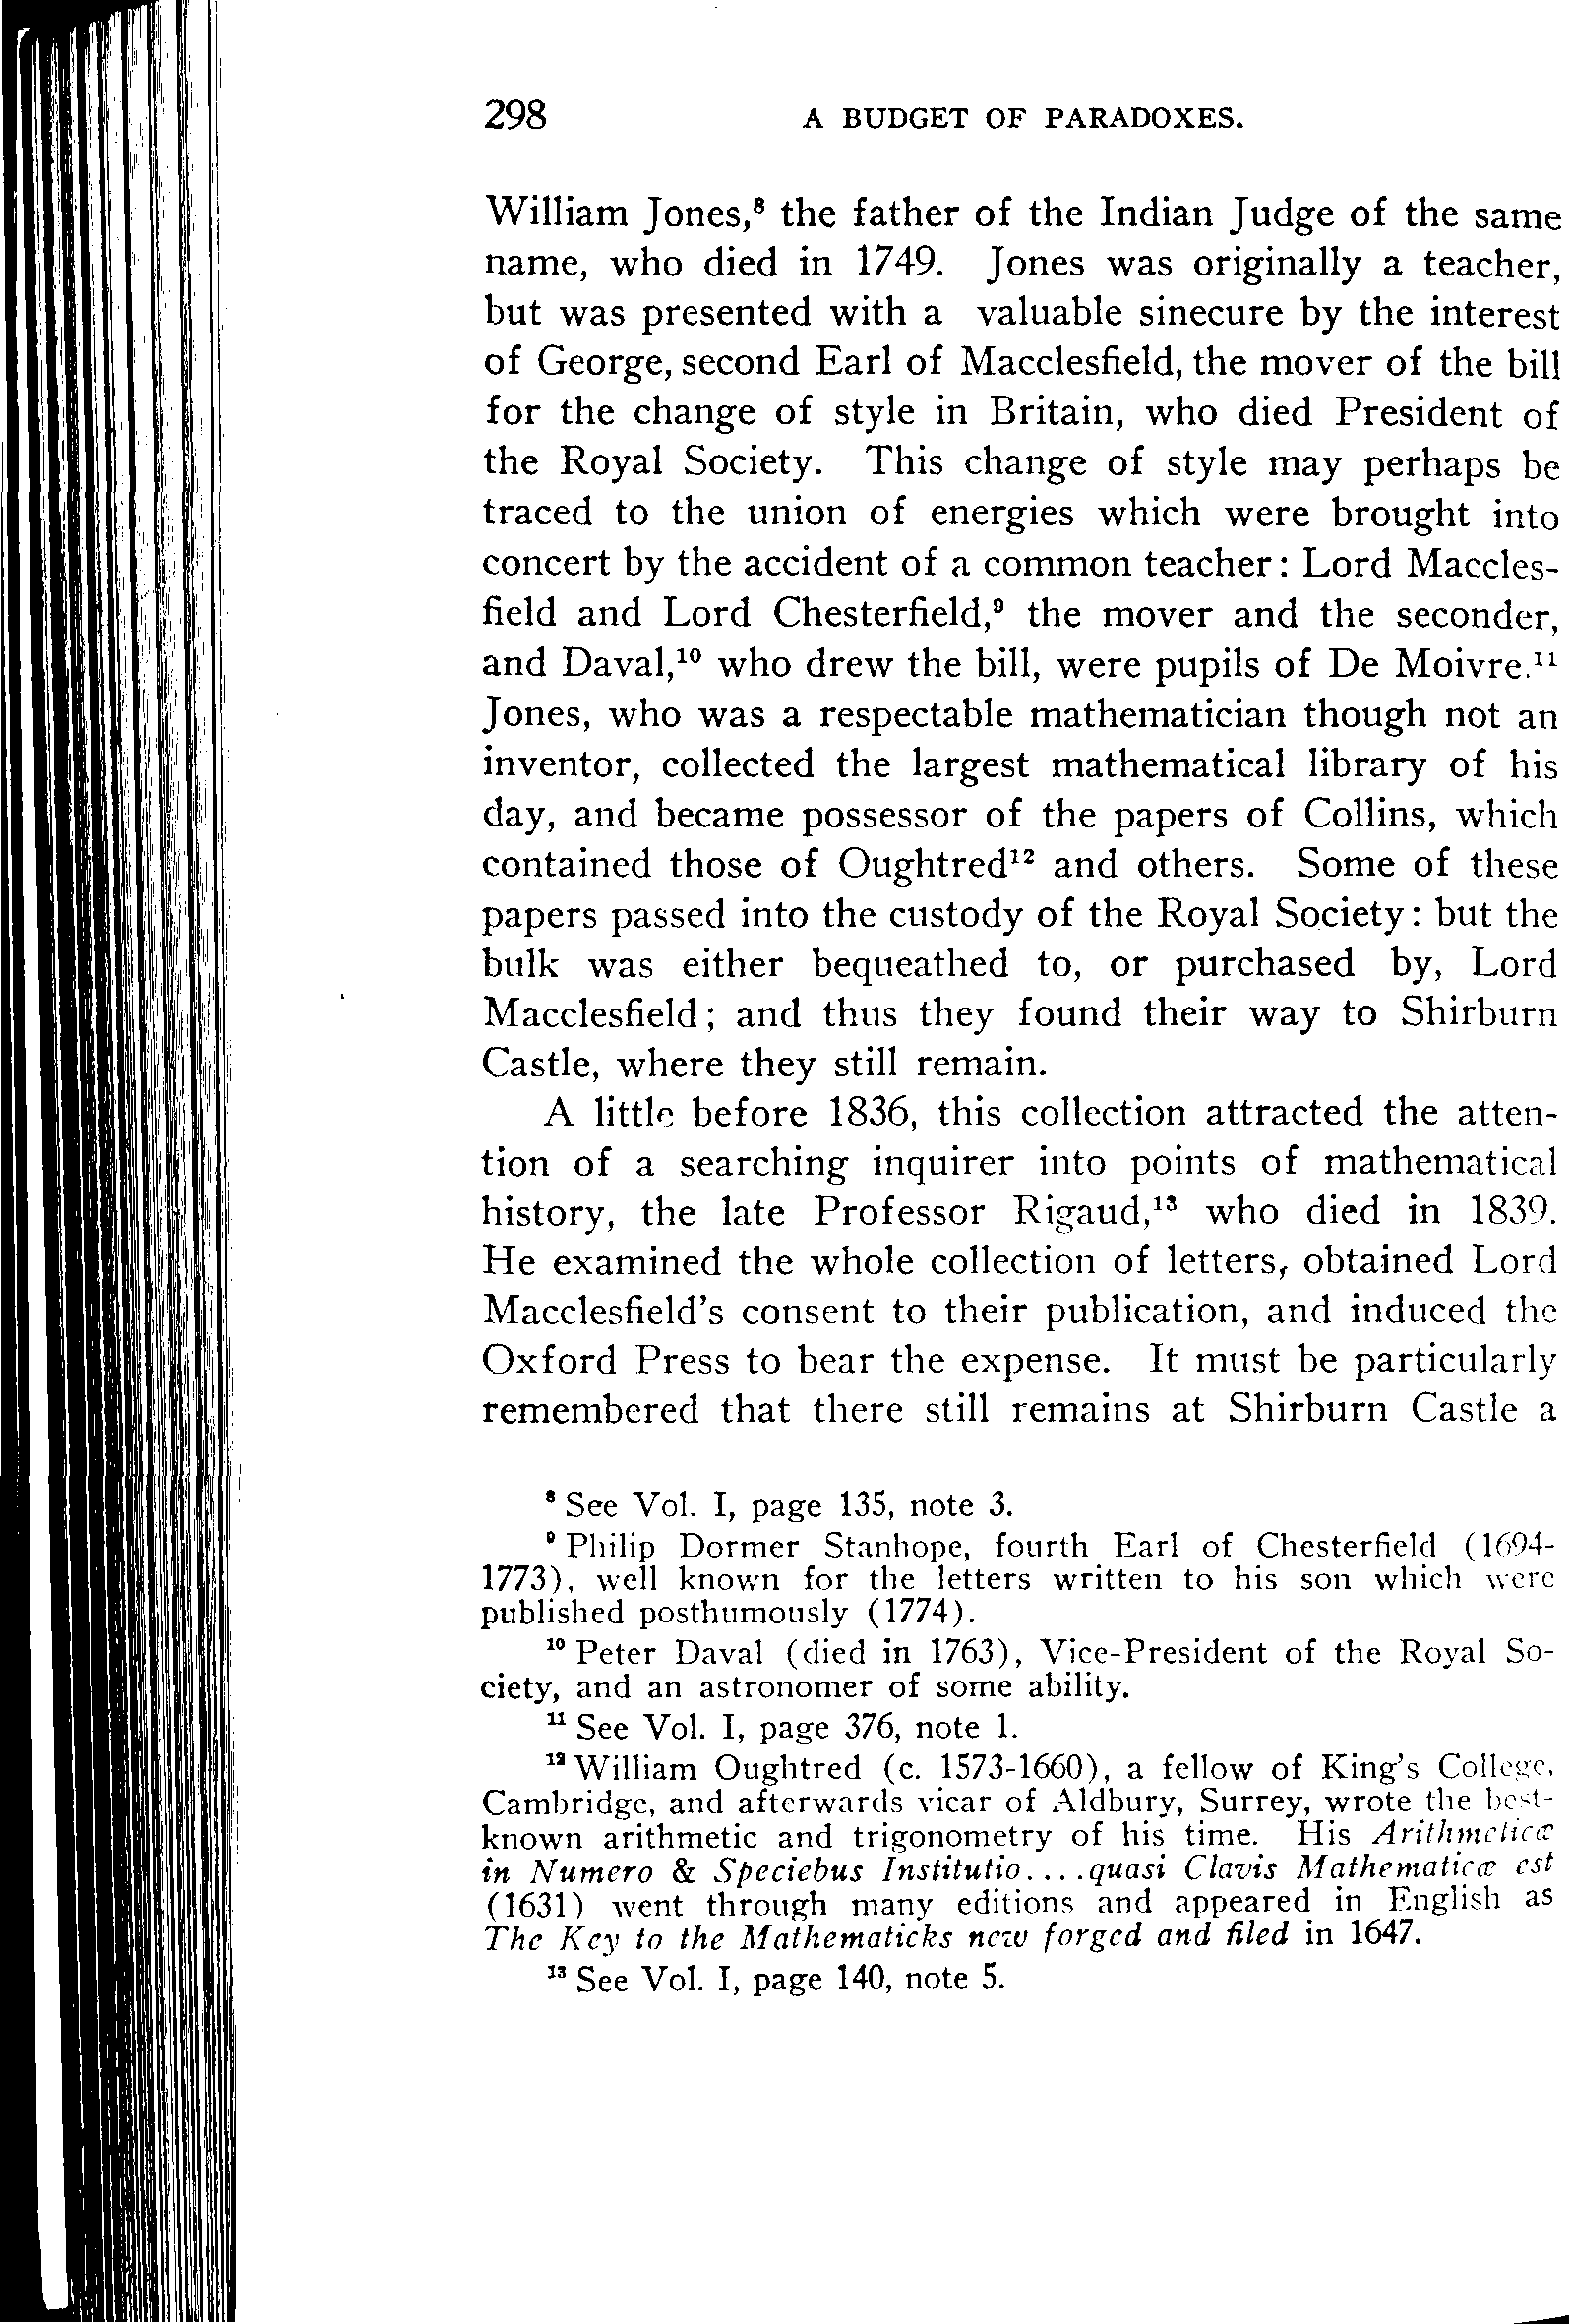 298 A BUDGET OF PARADOXES.
William Jones,⁸ the father of the Indian Judge of the same
name, who died in 1749. Jones was originally a teacher,
but was presented with a valuable sinecure by the interest
of George, second Earl of Macclesfield, the mover of the bill
for the change of style in Britain, who died President of
the Royal Society. This change of style may perhaps be
traced to the union of energies which were brought into
concert by the accident of a common teacher: Lord Maccles-
field and Lord Chesterfield,⁹ the mover and the seconder,
and Daval,¹⁰ who drew the bill, were pupils of De Moivre.¹¹
Jones, who was a respectable mathematician though not an
inventor, collected the largest mathematical library of his
day, and became possessor of the papers of Collins, which
contained those of Oughtred¹² and others. Some of these
papers passed into the custody of the Royal Society: but the
bulk was either bequeathed to, or purchased by, Lord
Macclesfield; and thus they found their way to Shirburn
Castle, where they still remain.
A little before 1836, this collection attracted the atten-
tion of a searching inquirer into points of mathematical
history, the late Professor Rigaud,¹³ who died in 1839.
He examined the whole collection of letters, obtained Lord
Macclesfield's consent to their publication, and induced the
Oxford Press to bear the expense. It must be particularly
remembered that there still remains at Shirburn Castle a
⁸ See Vol. I, page 135, note 3.
⁹ Philip Dormer Stanhope, fourth Earl of Chesterfield (1694-
1773), well known for the letters written to his son which were
published posthumously (1774).
¹⁰ Peter Daval (died in 1763), Vice-President of the Royal So-
ciety, and an astronomer of some ability.
¹¹ See Vol. I, page 376, note 1.
¹² William Oughtred (c. 1573-1660), a fellow of King's College,
Cambridge, and afterwards vicar of Aldbury, Surrey, wrote the best-
known arithmetic and trigonometry of his time. His Arithmeticæ
in Numero & Speciebus Institutio....quasi Clavis Mathematicæ est
(1631) went through many editions and appeared in English as
The Key to the Mathematicks new forged and filed in 1647.
¹³ See Vol. I, page 140, note 5.